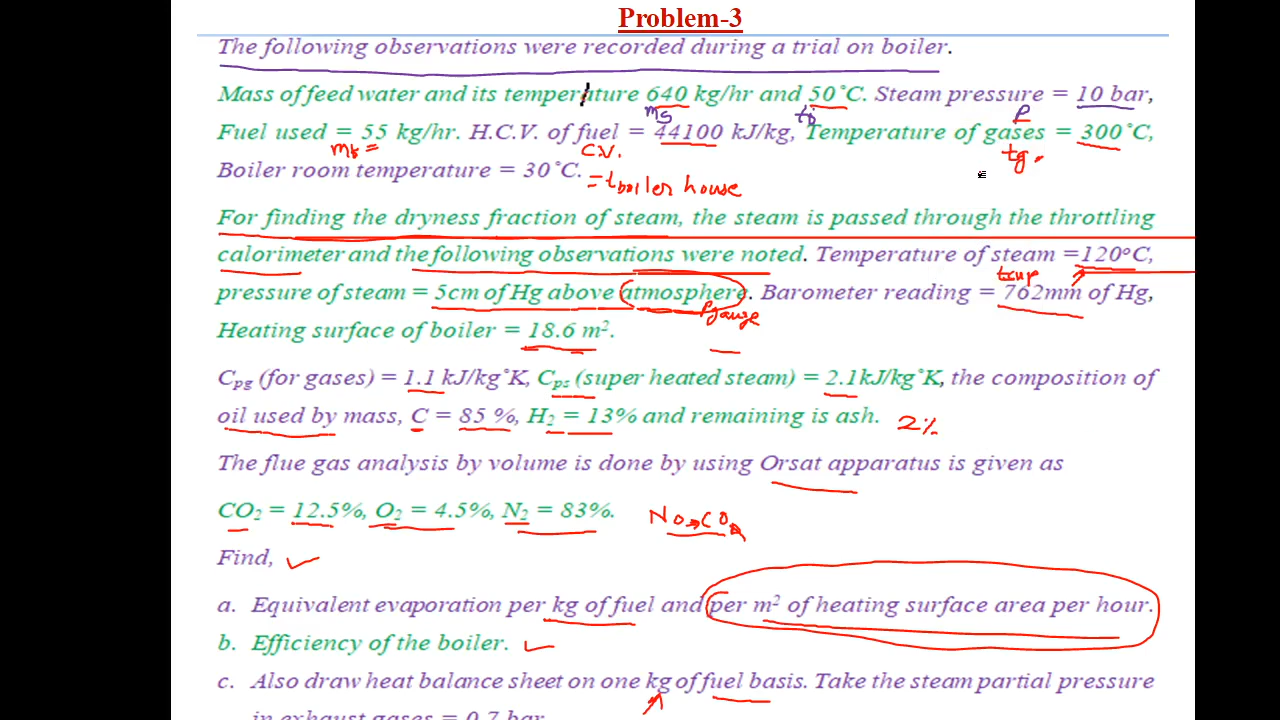 Problem-3
The following observations were recorded during a trial on boiler.
Mass of feed water and its temperature 640 kg/hr and 50°C. Steam pressure = 10 bar,
ms
Fuel used = 55 kg/hr. H.C.V. of fuel = 44100 kJ/kg, Temperature of gases = 300°C,
mf =
C.V.
tg
Boiler room temperature = 30°C.
= tboiler house
For finding the dryness fraction of steam, the steam is passed through the throttling
calorimeter and the following observations were noted. Temperature of steam =120°C,
tsup
pressure of steam = 5cm of Hg above atmosphere. Barometer reading = 762mm of Hg,
Pgauge
Heating surface of boiler = 18.6 m².
Cpg (for gases) = 1.1 kJ/kg°K, Cps (super heated steam) = 2.1kJ/kg°K, the composition of
oil used by mass, C = 85 %, H₂ = 13% and remaining is ash. 2%
The flue gas analysis by volume is done by using Orsat apparatus is given as
CO₂ = 12.5%, O₂ = 4.5%, N₂ = 83%.
Find,
a. Equivalent evaporation per kg of fuel and per m² of heating surface area per hour.
b. Efficiency of the boiler.
c. Also draw heat balance sheet on one kg of fuel basis. Take the steam partial pressure
in exhaust gases = 0.7 bar